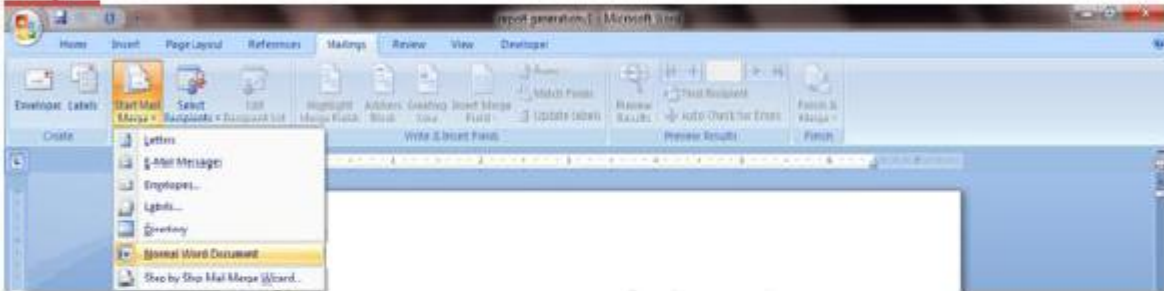 report generation1 - Microsoft Word
Home Insert Page Layout References Mailings Review View Developer
Envelopes Labels Start Mail Merge Select Recipients Edit Recipient List Highlight Merge Fields Address Block Greeting Line Insert Merge Field Rules Match Fields Update Labels Preview Results Find Recipient Auto Check for Errors Finish & Merge
Create Write & Insert Fields Preview Results Finish
Letters
E-Mail Messages
Envelopes...
Labels...
Directory
Normal Word Document
Step by Step Mail Merge Wizard...